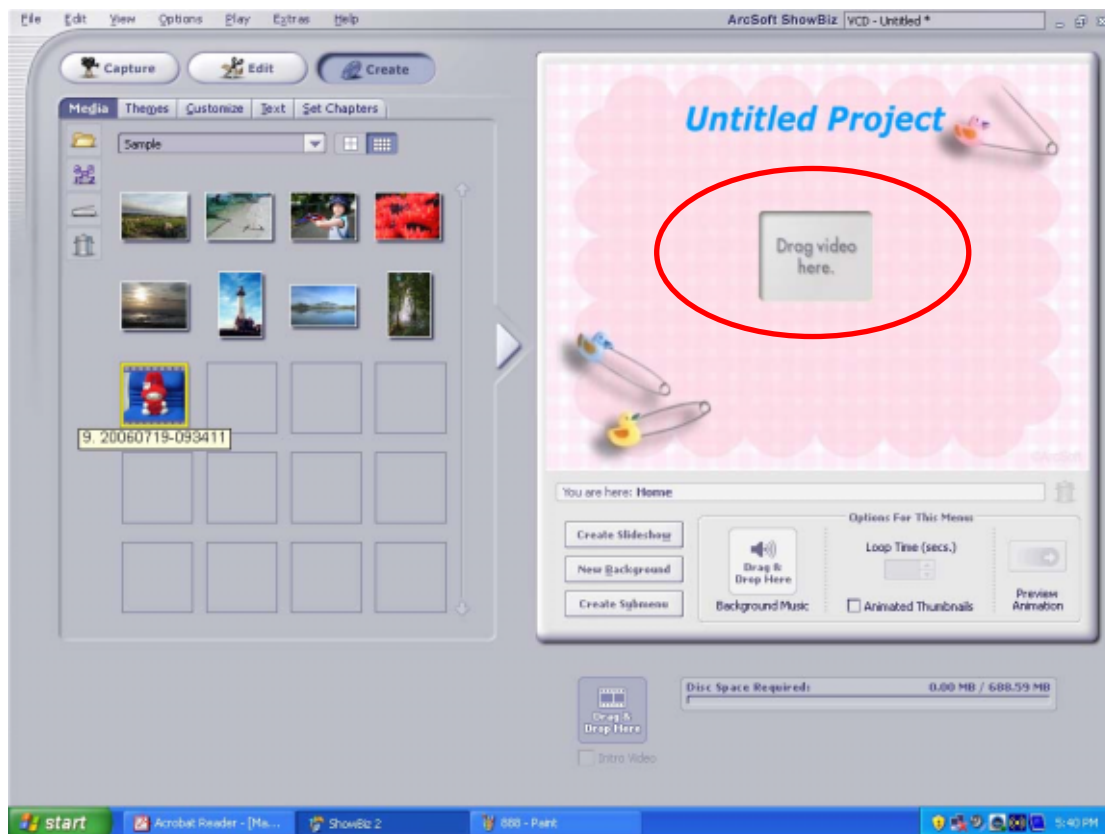 File Edit View Options Play Extras Help
ArcSoft ShowBiz VCD - Untitled *
Capture Edit Create
Media Themes Customize Text Set Chapters
Sample
9. 20060719-093411
Untitled Project
Drag video
here.
You are here: Home
Create Slideshow
New Background
Create Submenu
Options For This Menu
Drag &
Drop Here
Background Music
Loop Time (secs.)
Animated Thumbnails
Preview
Animation
Drag &
Drop Here
Intro Video
Disc Space Required: 0.00 MB / 688.59 MB
start Acrobat Reader - [Ma... ShowBiz 2 888 - Paint 5:40 PM